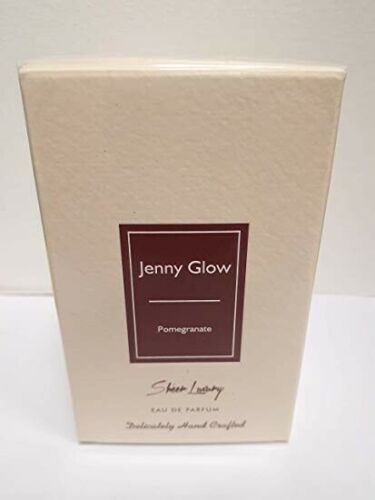 Jenny Glow
Pomegranate
Sheer Luxury
EAU DE PARFUM
Delicately Hand Crafted